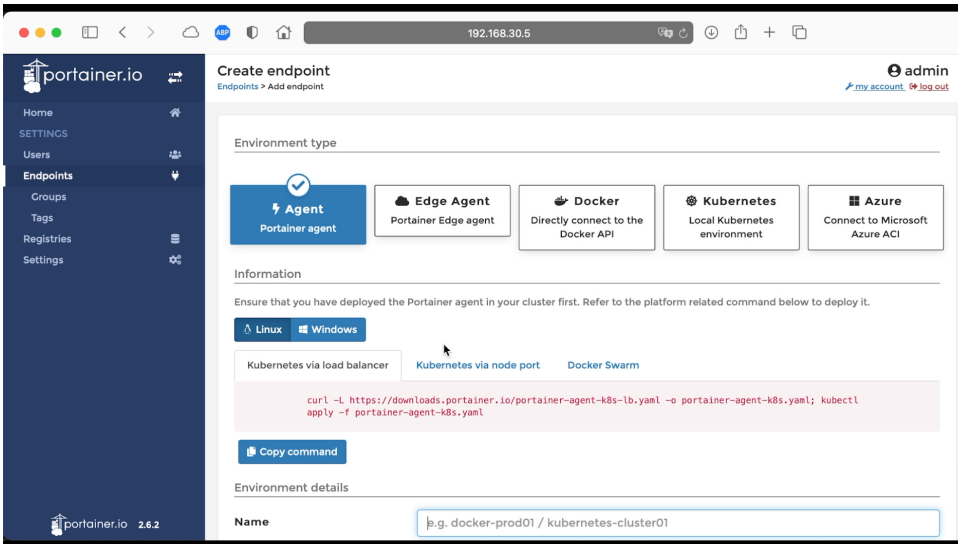 192.168.30.5
ABP
portainer.io
Create endpoint
Endpoints > Add endpoint
admin
my account log out
Home
SETTINGS
Users
Endpoints
Groups
Tags
Registries
Settings
Environment type
Agent
Portainer agent
Edge Agent
Portainer Edge agent
Docker
Directly connect to the
Docker API
Kubernetes
Local Kubernetes
environment
Azure
Connect to Microsoft
Azure ACI
Information
Ensure that you have deployed the Portainer agent in your cluster first. Refer to the platform related command below to deploy it.
Linux Windows
Kubernetes via load balancer Kubernetes via node port Docker Swarm
curl -L https://downloads.portainer.io/portainer-agent-k8s-lb.yaml -o portainer-agent-k8s.yaml; kubectl
apply -f portainer-agent-k8s.yaml
Copy command
Environment details
Name e.g. docker-prod01 / kubernetes-cluster01
portainer.io 2.6.2